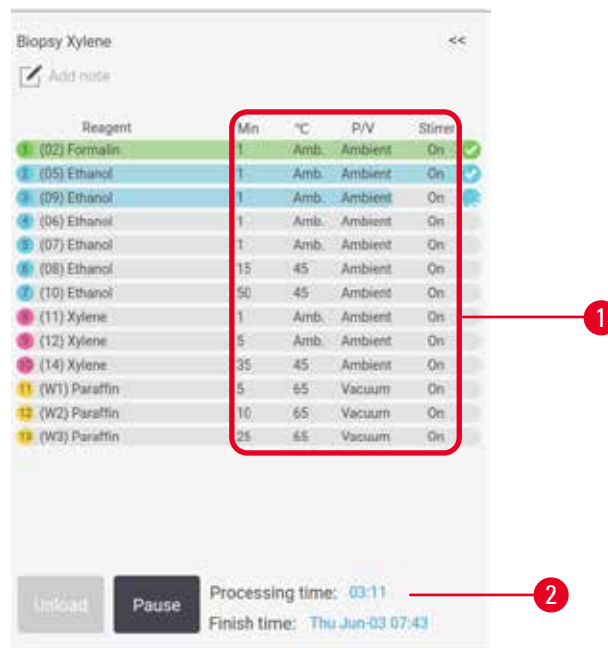 Biopsy Xylene <<
Add note
Reagent Min °C P/V Stirrer
1 (02) Formalin 1 Amb. Ambient On
2 (05) Ethanol 1 Amb. Ambient On
3 (09) Ethanol 1 Amb. Ambient On
4 (06) Ethanol 1 Amb. Ambient On
5 (07) Ethanol 1 Amb. Ambient On
6 (08) Ethanol 15 45 Ambient On
7 (10) Ethanol 50 45 Ambient On
8 (11) Xylene 1 Amb. Ambient On
9 (12) Xylene 5 Amb. Ambient On
10 (14) Xylene 35 45 Ambient On
11 (W1) Paraffin 5 65 Vacuum On
12 (W2) Paraffin 10 65 Vacuum On
13 (W3) Paraffin 25 65 Vacuum On
1
Unload
Pause
Processing time: 03:11
Finish time: Thu Jun-03 07:43
2